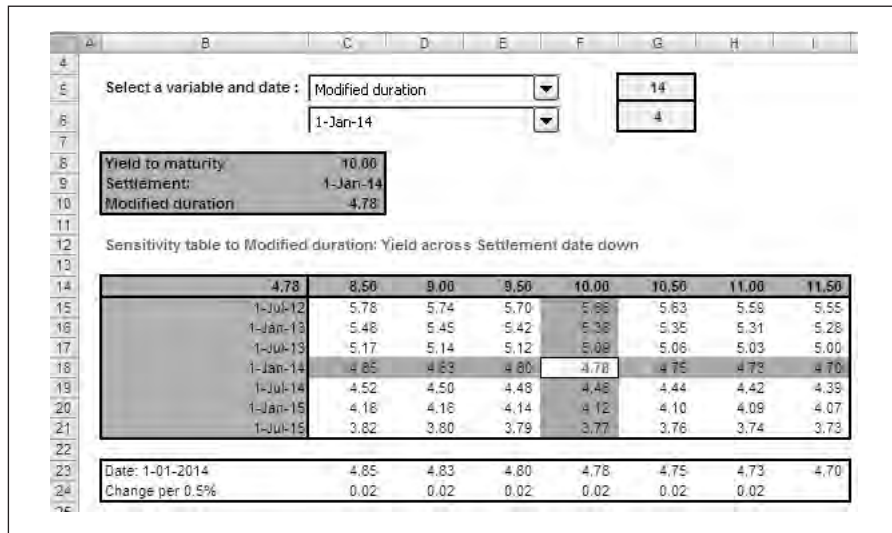 A B C D E F G H I
4
5 Select a variable and date : Modified duration 14
6 1-Jan-14 4
7
8 Yield to maturity 10.00
9 Settlement: 1-Jan-14
10 Modified duration 4.78
11
12 Sensitivity table to Modified duration: Yield across Settlement date down
13
14 4.78 8.50 9.00 9.50 10.00 10.50 11.00 11.50
15 1-Jul-12 5.78 5.74 5.70 5.66 5.63 5.59 5.55
16 1-Jan-13 5.48 5.45 5.42 5.38 5.35 5.31 5.28
17 1-Jul-13 5.17 5.14 5.12 5.09 5.06 5.03 5.00
18 1-Jan-14 4.85 4.83 4.80 4.78 4.75 4.73 4.70
19 1-Jul-14 4.52 4.50 4.48 4.46 4.44 4.42 4.39
20 1-Jan-15 4.18 4.16 4.14 4.12 4.10 4.09 4.07
21 1-Jul-15 3.82 3.80 3.79 3.77 3.76 3.74 3.73
22
23 Date: 1-01-2014 4.85 4.83 4.80 4.78 4.75 4.73 4.70
24 Change per 0.5% 0.02 0.02 0.02 0.02 0.02 0.02